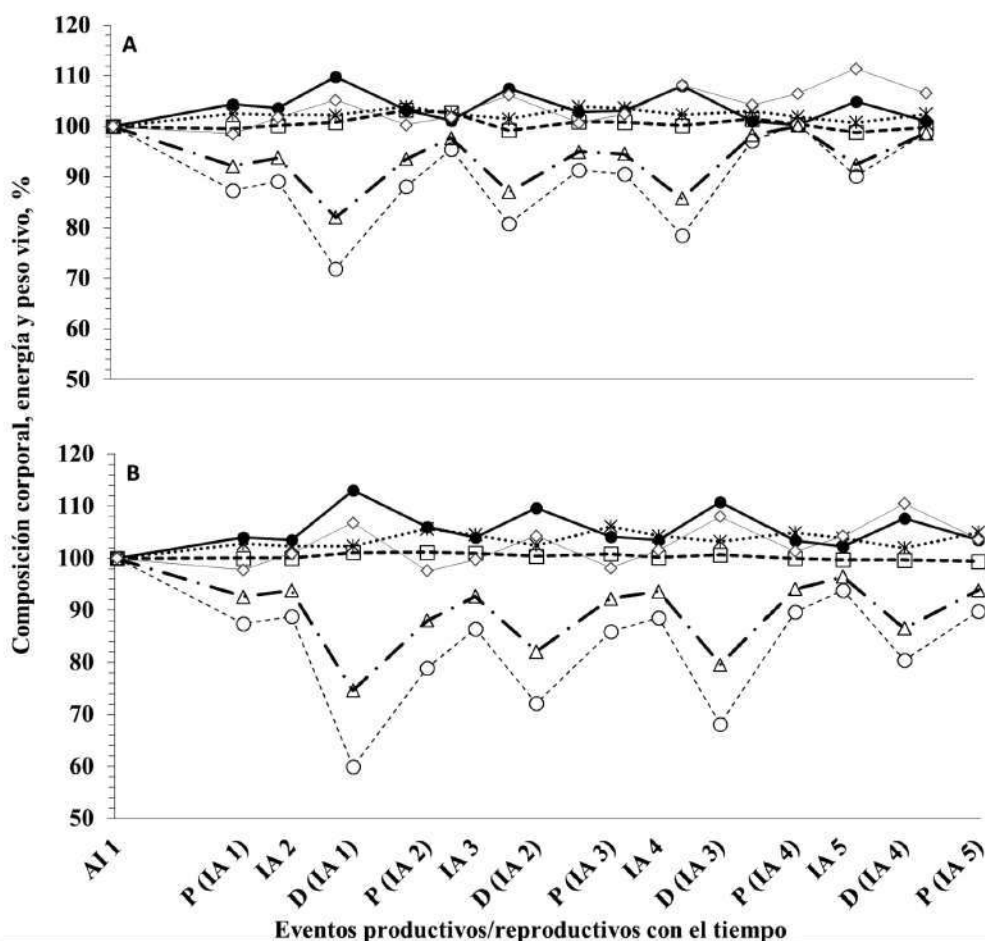 Composición corporal, energía y peso vivo, %
120
A
110
100
90
80
70
60
50
120
B
110
100
90
80
70
60
50
AI 1
P (IA 1)
IA 2
D (IA 1)
P (IA 2)
IA 3
D (IA 2)
P (IA 3)
IA 4
D (IA 3)
P (IA 4)
IA 5
D (IA 4)
P (IA 5)
Eventos productivos/reproductivos con el tiempo